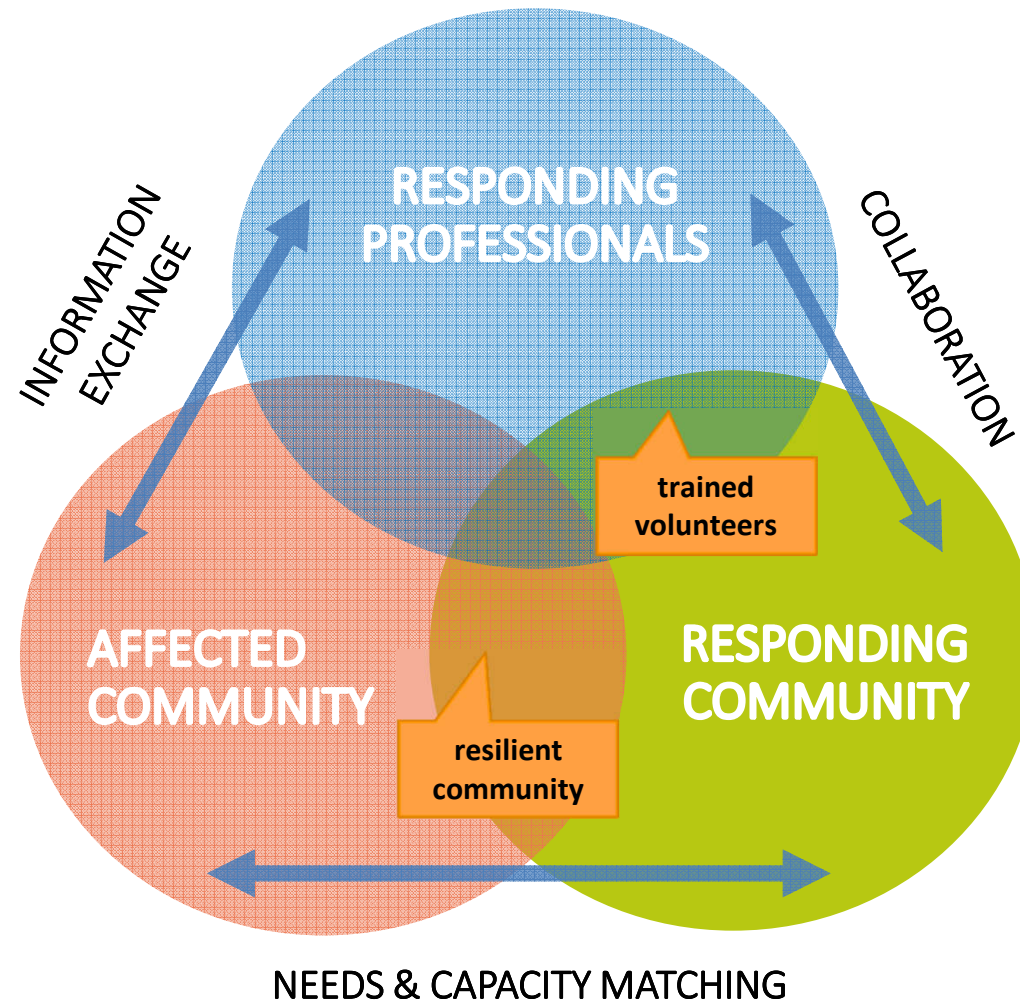 RESPONDING
PROFESSIONALS
INFORMATION
EXCHANGE
COLLABORATION
trained
volunteers
AFFECTED
COMMUNITY
RESPONDING
COMMUNITY
resilient
community
NEEDS & CAPACITY MATCHING